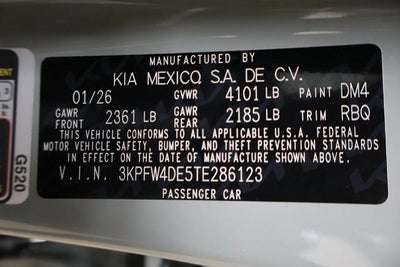 MANUFACTURED BY
KIA MEXICO, S.A. DE C.V.
01/26 GVWR 4101 LB PAINT DM4
GAWR FRONT 2361 LB GAWR REAR 2185 LB TRIM RBQ
THIS VEHICLE CONFORMS TO ALL APPLICABLE U.S.A. FEDERAL
MOTOR VEHICLE SAFETY, BUMPER, AND THEFT PREVENTION STANDARDS
IN EFFECT ON THE DATE OF MANUFACTURE SHOWN ABOVE.
V.I.N. 3KPFW4DE5TE286123
PASSENGER CAR
G520